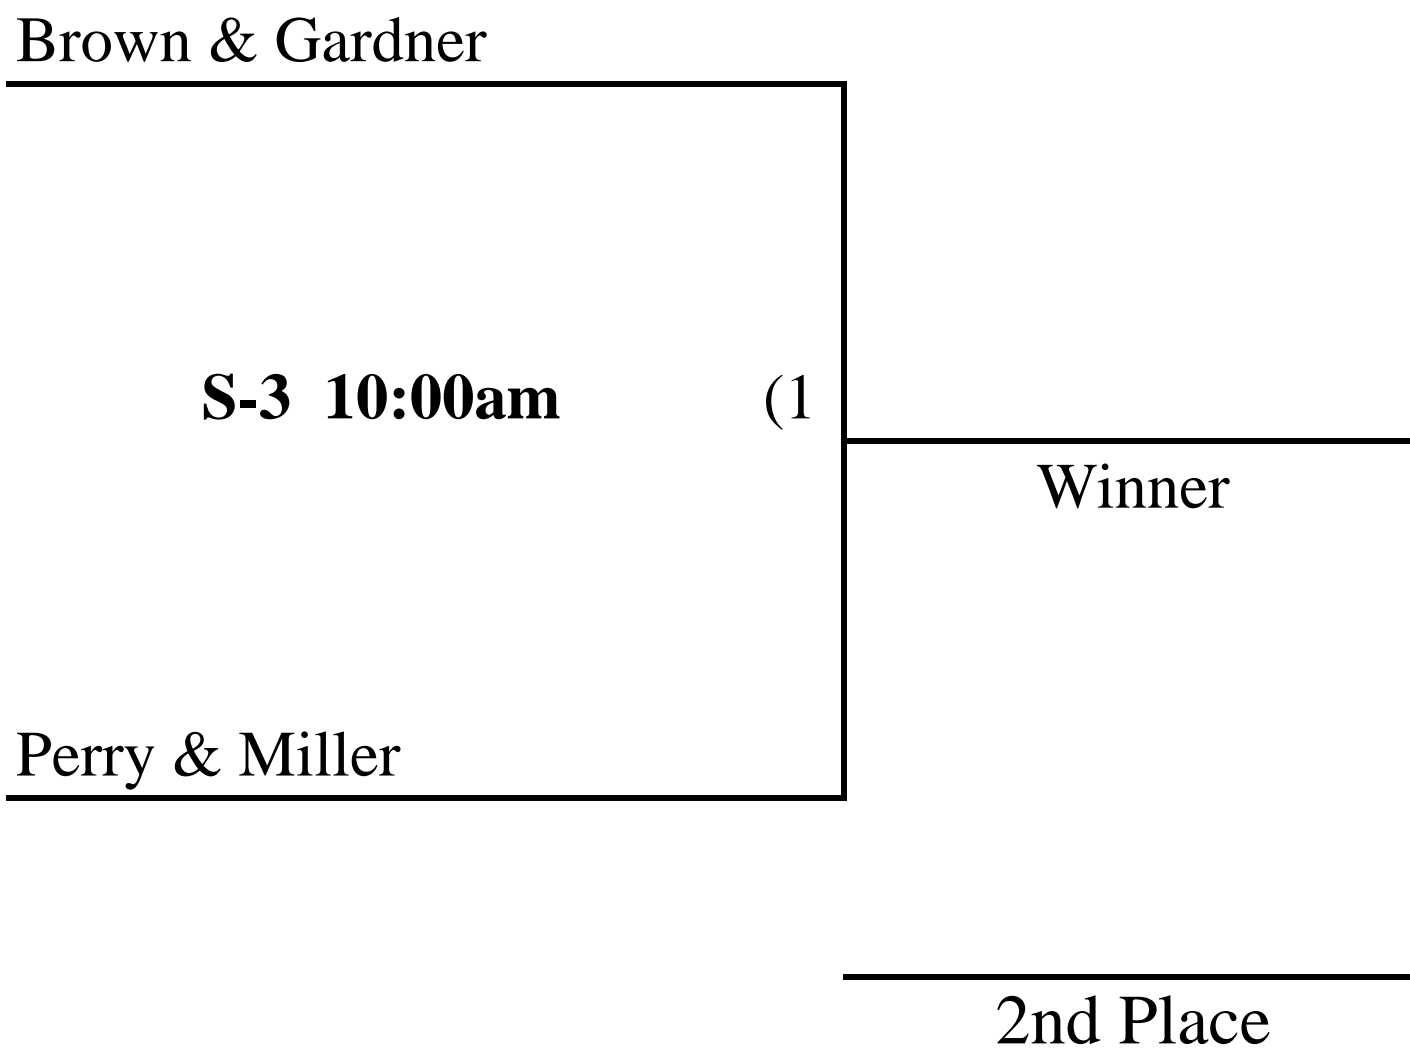 Brown & Gardner
S-3 10:00am (1
Winner
Perry & Miller
2nd Place